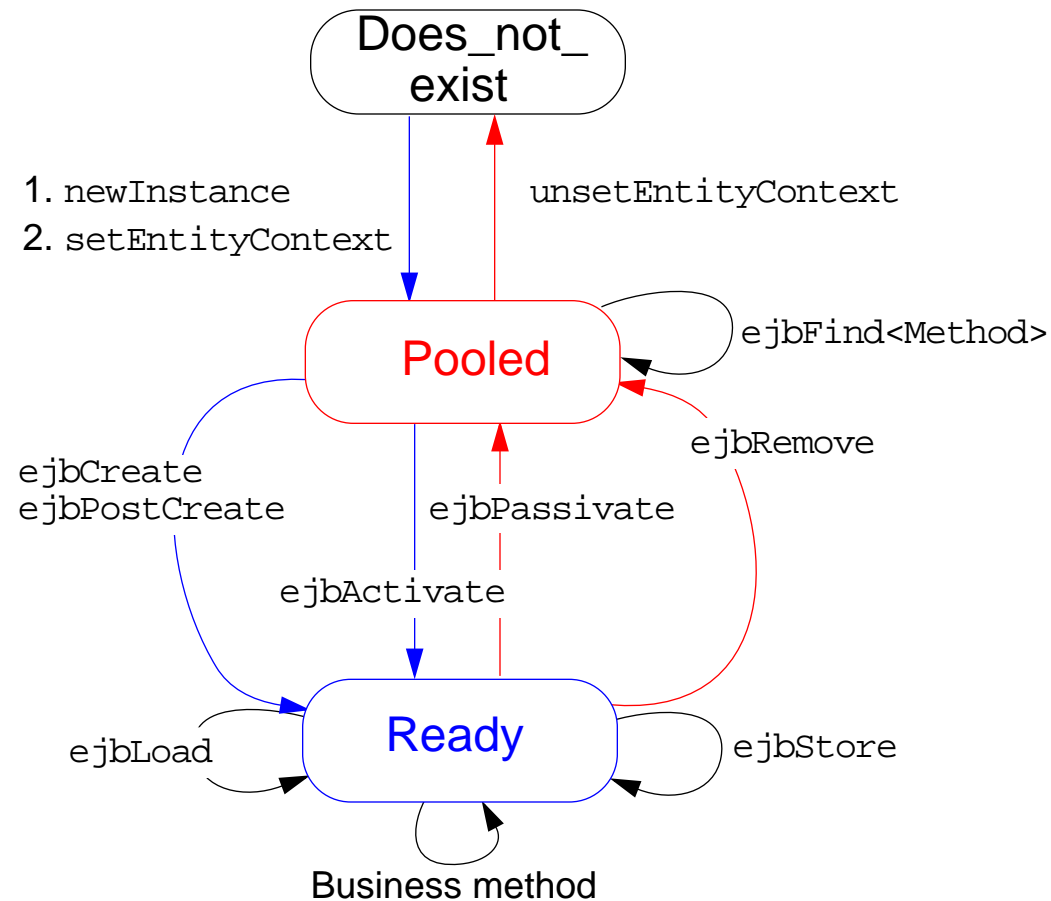 Does_not_
exist
1. newInstance
2. setEntityContext
unsetEntityContext
Pooled
ejbFind<Method>
ejbRemove
ejbCreate
ejbPostCreate
ejbPassivate
ejbActivate
Ready
ejbLoad
ejbStore
Business method